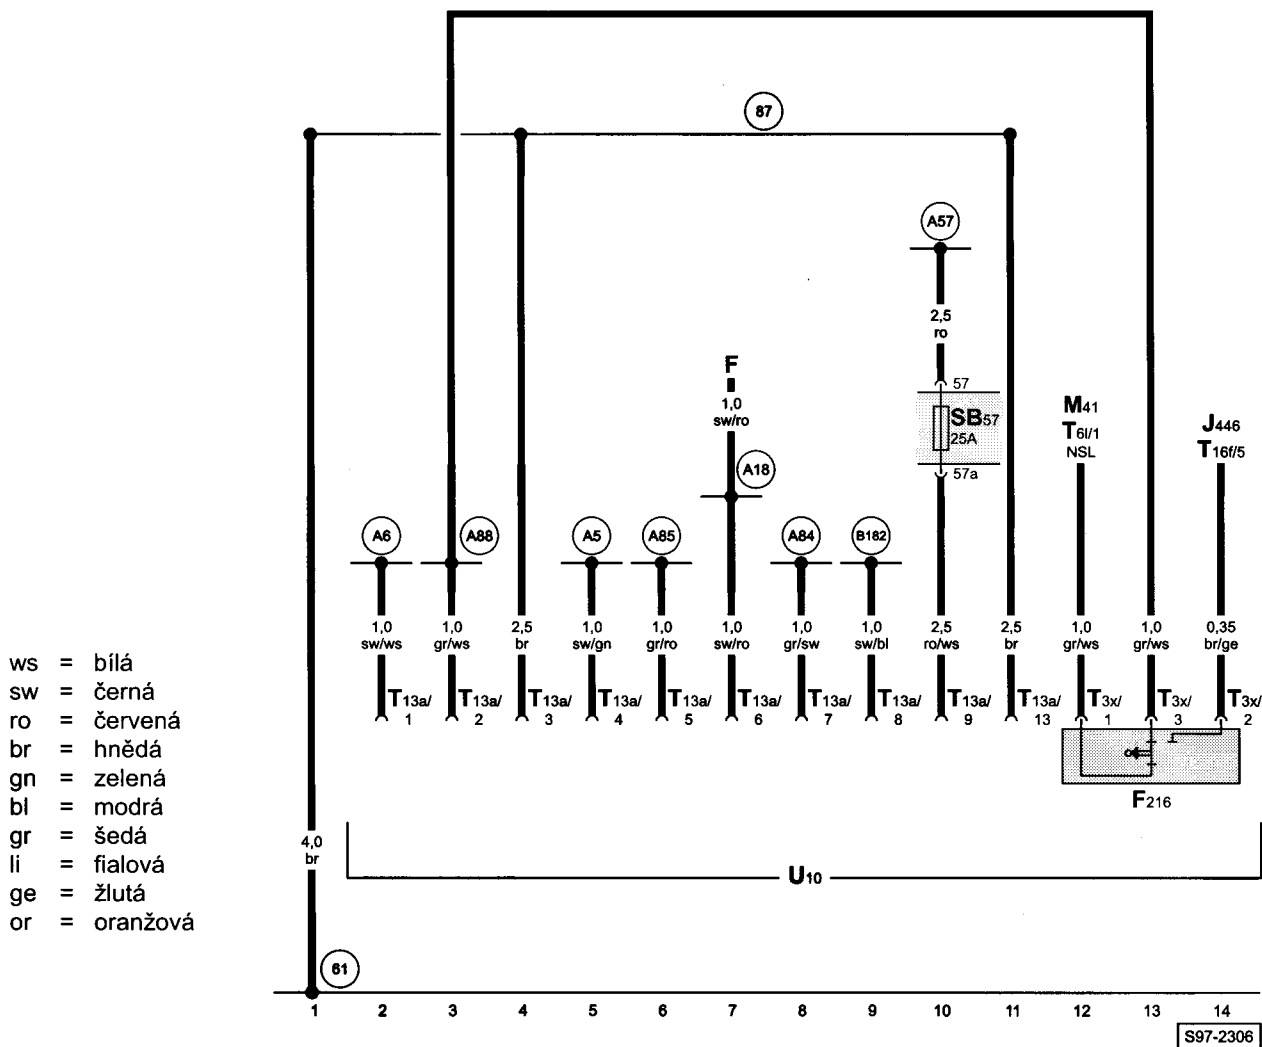 87
A57
2,5
ro
57
SB57
25A
57a
F
1,0
sw/ro
A18
M41
T6l/1
NSL
J446
T16f/5
A6
A88
A5
A85
A84
B182
1,0 1,0 2,5 1,0 1,0 1,0 1,0 1,0 2,5 2,5 1,0 1,0 0,35
sw/ws gr/ws br sw/gn gr/ro sw/ro gr/sw sw/bl ro/ws br gr/ws gr/ws br/ge
T13a/ T13a/ T13a/ T13a/ T13a/ T13a/ T13a/ T13a/ T13a/ T13a/ T3x/ T3x/ T3x/
1 2 3 4 5 6 7 8 9 13 1 3 2
F216
ws = bílá
sw = černá
ro = červená
br = hnědá
gn = zelená
bl = modrá
gr = šedá
li = fialová
ge = žlutá
or = oranžová
4,0
br
U10
61
1 2 3 4 5 6 7 8 9 10 11 12 13 14
S97-2306